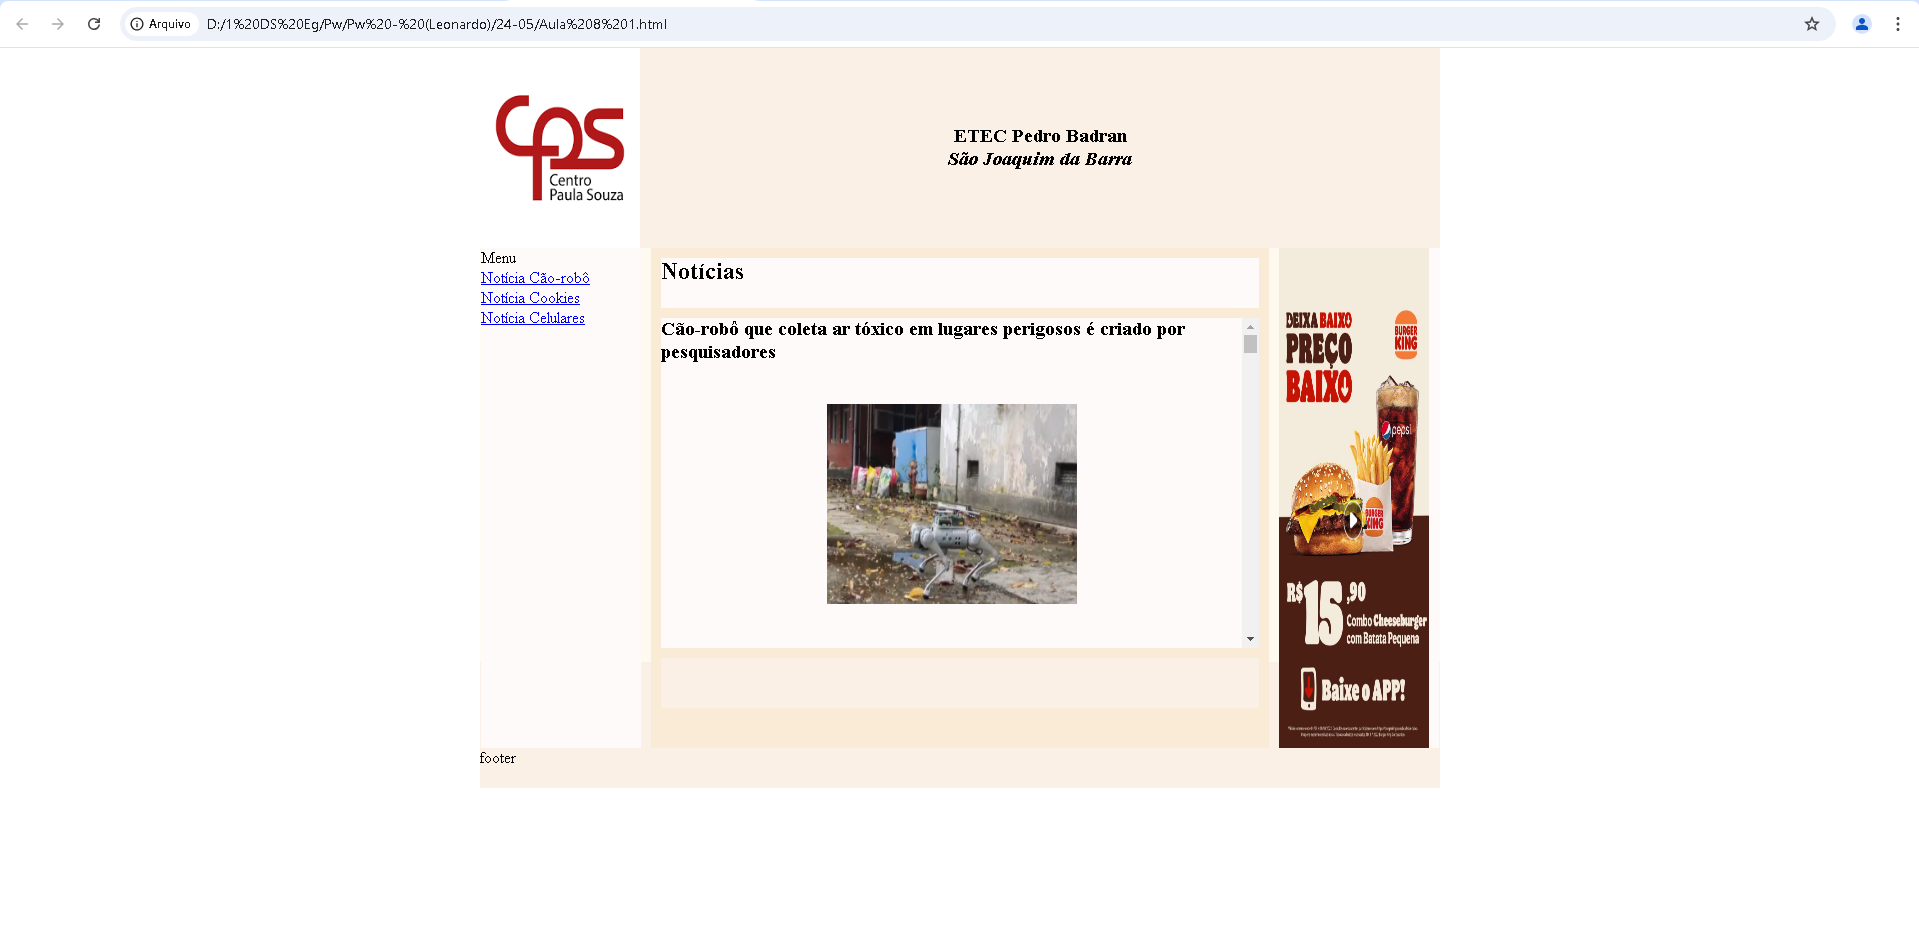 Arquivo
D:/1%20DS%20Eg/Pw/Pw%20-%20(Leonardo)/24-05/Aula%208%201.html
cps
Centro
Paula Souza
ETEC Pedro Badran
São Joaquim da Barra
Menu
Notícia Cão-robô
Notícia Cookies
Notícia Celulares
Notícias
Cão-robô que coleta ar tóxico em lugares perigosos é criado por
pesquisadores
DEIXA BAIXO
PREÇO
BAIXO
BURGER
KING
pepsi
BURGER
KING
R$15,90
Combo Cheeseburger
com Batata Pequena
Baixe o APP!
footer